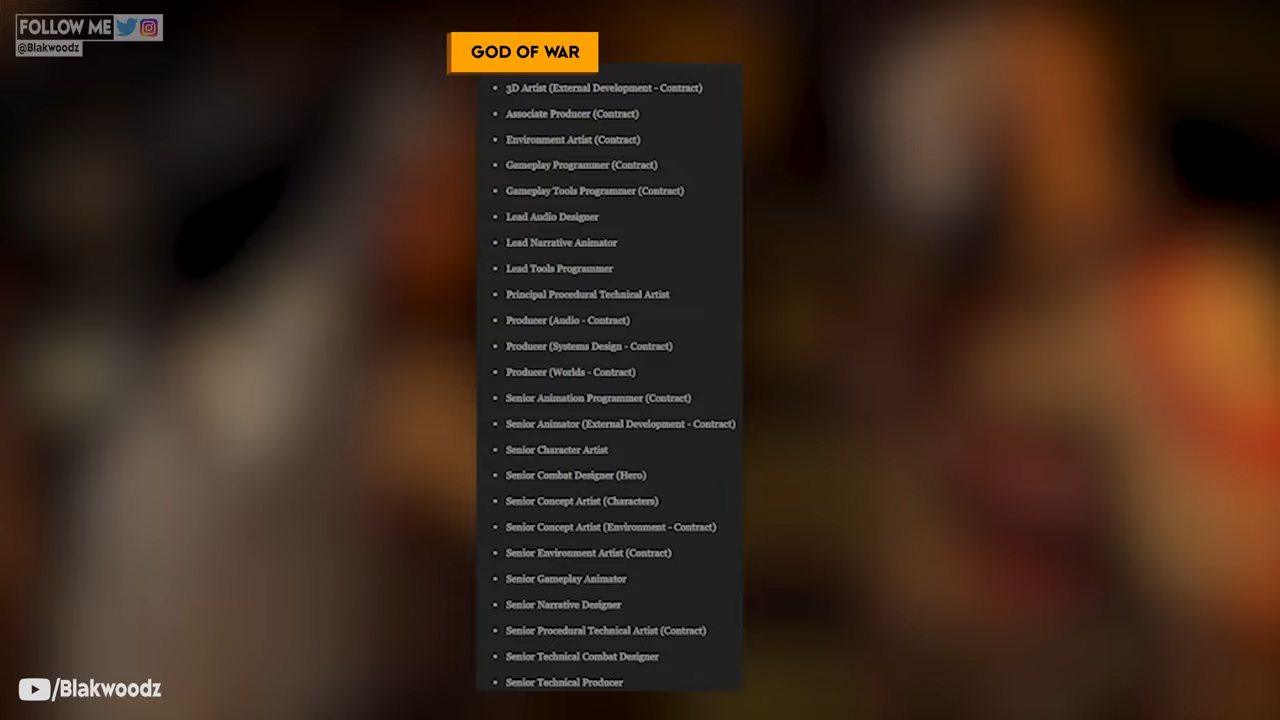 FOLLOW ME
@Blakwoodz
GOD OF WAR
• 3D Artist (External Development - Contract)
• Associate Producer (Contract)
• Environment Artist (Contract)
• Gameplay Programmer (Contract)
• Gameplay Tools Programmer (Contract)
• Lead Audio Designer
• Lead Narrative Animator
• Lead Tools Programmer
• Principal Procedural Technical Artist
• Producer (Audio - Contract)
• Producer (Systems Design - Contract)
• Producer (Worlds - Contract)
• Senior Animation Programmer (Contract)
• Senior Animator (External Development - Contract)
• Senior Character Artist
• Senior Combat Designer (Hero)
• Senior Concept Artist (Characters)
• Senior Concept Artist (Environment - Contract)
• Senior Environment Artist (Contract)
• Senior Gameplay Animator
• Senior Narrative Designer
• Senior Procedural Technical Artist (Contract)
• Senior Technical Combat Designer
• Senior Technical Producer
/Blakwoodz